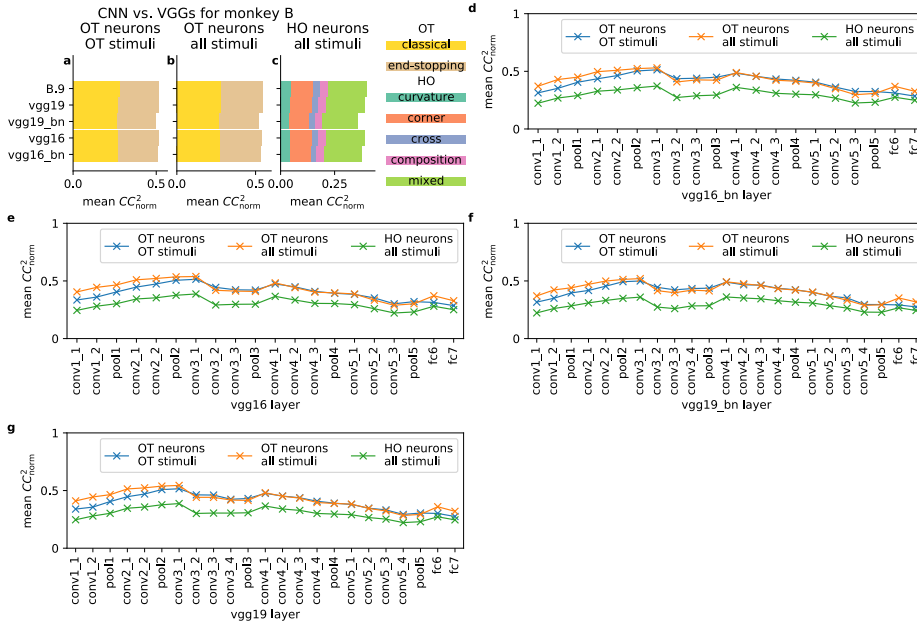 CNN vs. VGGs for monkey B
OT neurons
OT stimuli
OT neurons
all stimuli
HO neurons
all stimuli
OT
classical
end-stopping
HO
curvature
corner
cross
composition
mixed
a
b
c
B.9
vgg19
vgg19_bn
vgg16
vgg16_bn
0.0
0.5
0.0
0.5
0.00
0.25
mean CC²norm
mean CC²norm
mean CC²norm
d
mean CC²norm
1
0.5
0
OT neurons
OT stimuli
OT neurons
all stimuli
HO neurons
all stimuli
conv1_1
conv1_2
pool1
conv2_1
conv2_2
pool2
conv3_1
conv3_2
conv3_3
pool3
conv4_1
conv4_2
conv4_3
pool4
conv5_1
conv5_2
conv5_3
pool5
fc6
fc7
vgg16_bn layer
e
mean CC²norm
1
0.5
0
OT neurons
OT stimuli
OT neurons
all stimuli
HO neurons
all stimuli
conv1_1
conv1_2
pool1
conv2_1
conv2_2
pool2
conv3_1
conv3_2
conv3_3
pool3
conv4_1
conv4_2
conv4_3
pool4
conv5_1
conv5_2
conv5_3
pool5
fc6
fc7
vgg16 layer
f
mean CC²norm
1
0.5
0
OT neurons
OT stimuli
OT neurons
all stimuli
HO neurons
all stimuli
conv1_1
conv1_2
pool1
conv2_1
conv2_2
pool2
conv3_1
conv3_2
conv3_3
conv3_4
pool3
conv4_1
conv4_2
conv4_3
conv4_4
pool4
conv5_1
conv5_2
conv5_3
conv5_4
pool5
fc6
fc7
vgg19_bn layer
g
mean CC²norm
1
0.5
0
OT neurons
OT stimuli
OT neurons
all stimuli
HO neurons
all stimuli
conv1_1
conv1_2
pool1
conv2_1
conv2_2
pool2
conv3_1
conv3_2
conv3_3
conv3_4
pool3
conv4_1
conv4_2
conv4_3
conv4_4
pool4
conv5_1
conv5_2
conv5_3
conv5_4
pool5
fc6
fc7
vgg19 layer